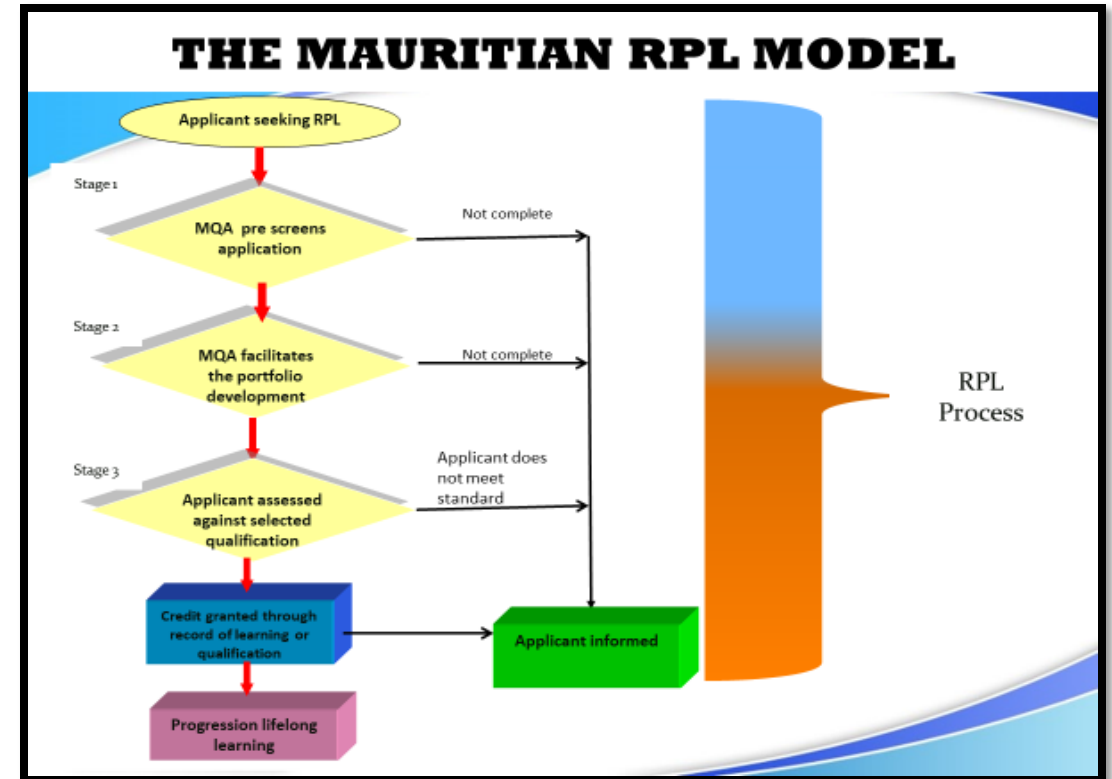 THE MAURITIAN RPL MODEL
Applicant seeking RPL
Stage 1
MQA pre screens
application
Not complete
Stage 2
MQA facilitates
the portfolio
development
Not complete
RPL
Process
Stage 3
Applicant assessed
against selected
qualification
Applicant does
not meet
standard
Credit granted through
record of learning or
qualification
Applicant informed
Progression lifelong
learning